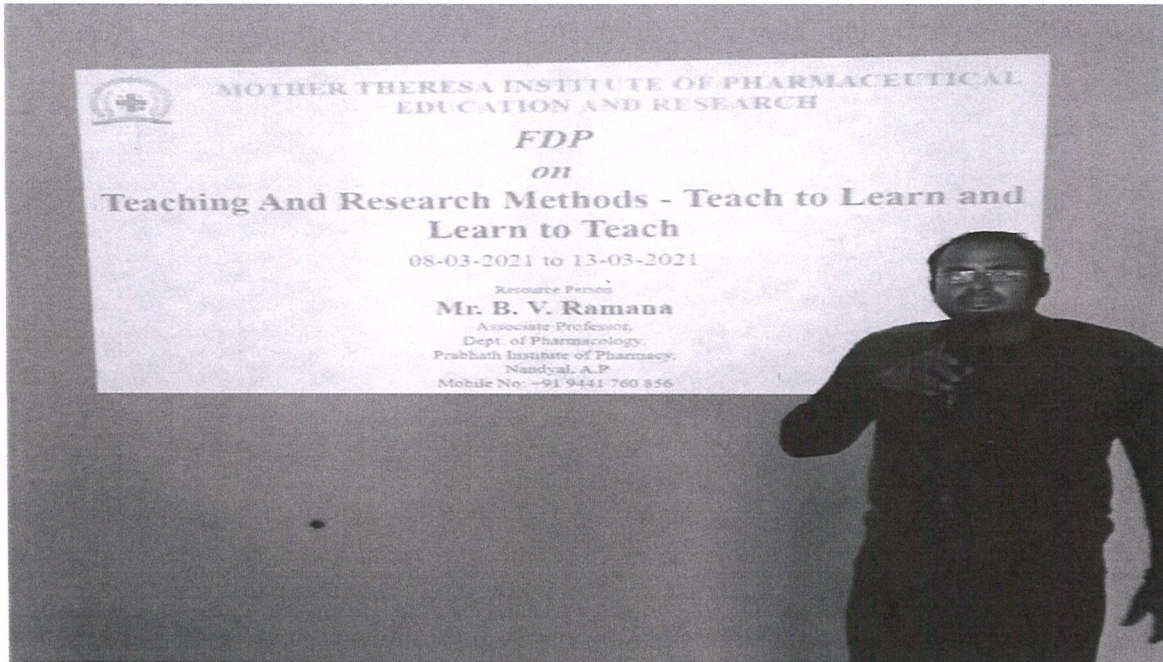 MOTHER THERESA INSTITUTE OF PHARMACEUTICAL
EDUCATION AND RESEARCH
FDP
on
Teaching And Research Methods - Teach to Learn and
Learn to Teach
08-03-2021 to 13-03-2021
Resource Person
Mr. B. V. Ramana
Associate Professor,
Dept. of Pharmacology,
Prabhath Institute of Pharmacy,
Nandyal, A.P
Mobile No: +91 9441 760 856